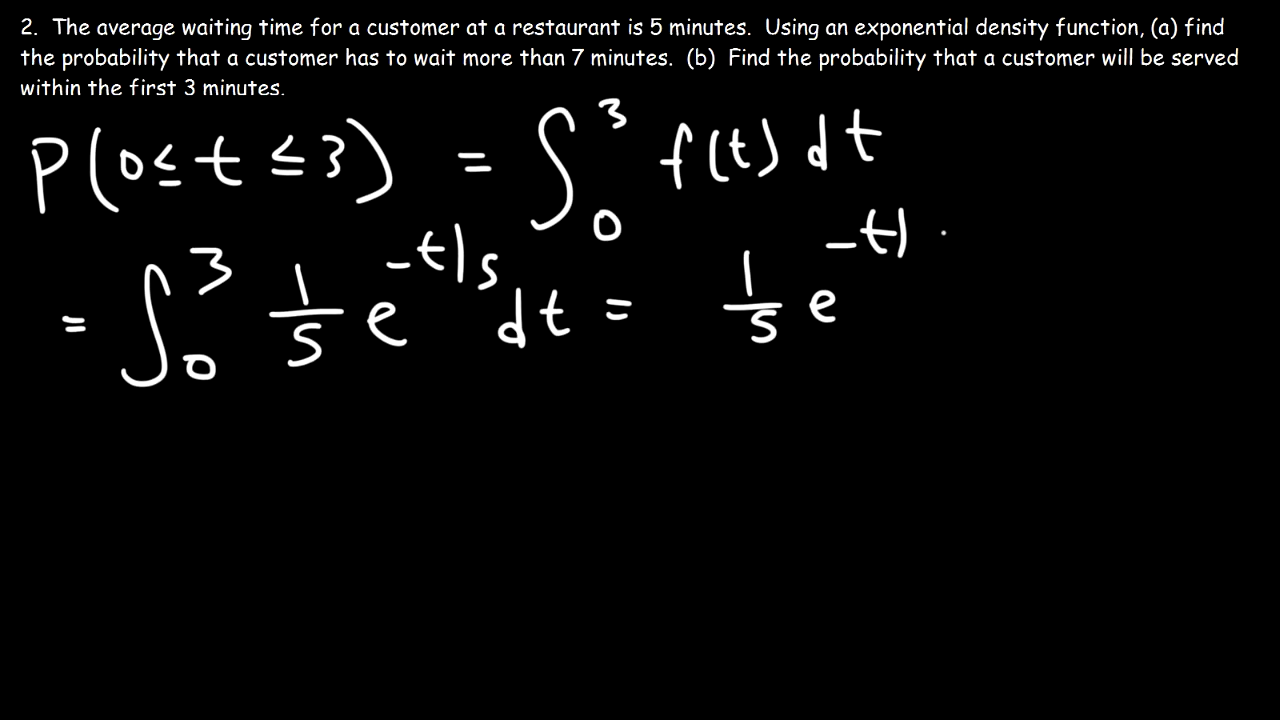 2. The average waiting time for a customer at a restaurant is 5 minutes. Using an exponential density function, (a) find
the probability that a customer has to wait more than 7 minutes. (b) Find the probability that a customer will be served
within the first 3 minutes.
P(0≤t≤3) = ∫₀³ f(t) dt
= ∫₀³ 1/5 e^(-t/5) dt = 1/5 e^(-t/